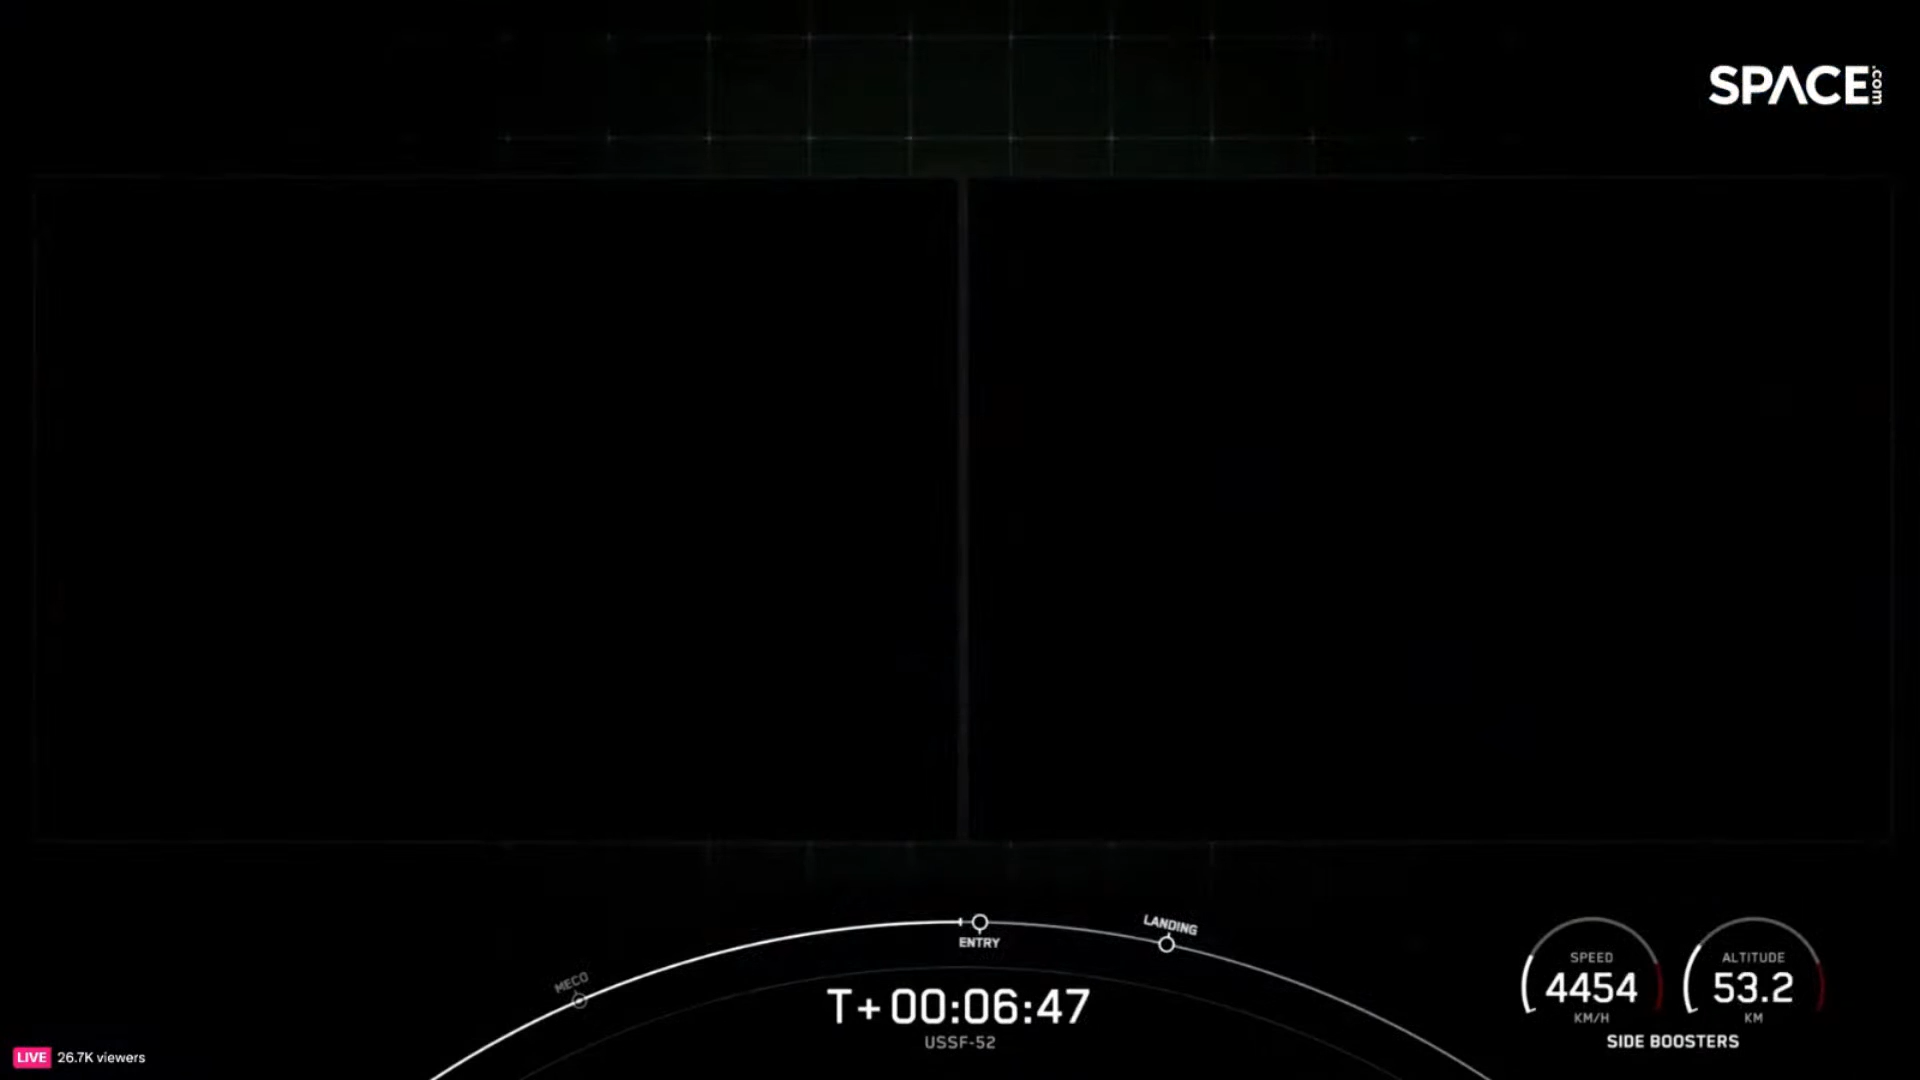 SPACE.com
MECO
ENTRY
LANDING
T+00:06:47
USSF-52
SPEED
4454
KM/H
ALTITUDE
53.2
KM
SIDE BOOSTERS
LIVE 26.7K viewers